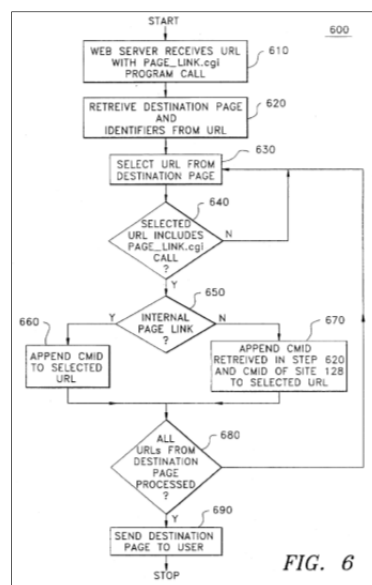 START
600
WEB SERVER RECEIVES URL
WITH PAGE_LINK.cgi
PROGRAM CALL
610
RETREIVE DESTINATION PAGE
AND
IDENTIFIERS FROM URL
620
SELECT URL FROM
DESTINATION PAGE
630
SELECTED
URL INCLUDES
PAGE_LINK.cgi
CALL
?
640
N
Y
INTERNAL
PAGE LINK
?
650
Y
N
660
APPEND CMID
TO SELECTED
URL
670
APPEND CMID
RETREIVED IN STEP 620
AND CMID OF SITE 128
TO SELECTED URL
ALL
URLs FROM
DESTINATION
PAGE
PROCESSED
?
680
Y
690
SEND DESTINATION
PAGE TO USER
STOP
FIG. 6